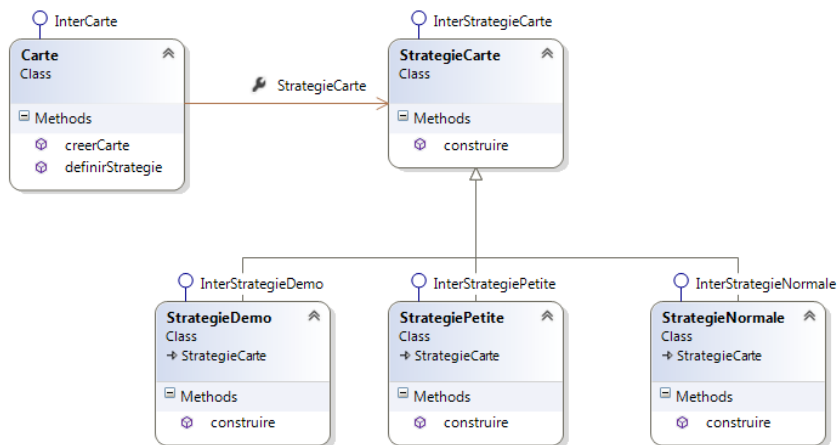 InterCarte
Carte
Class
Methods
creerCarte
definirStrategie
StrategieCarte
InterStrategieCarte
StrategieCarte
Class
Methods
construire
InterStrategieDemo
StrategieDemo
Class
StrategieCarte
Methods
construire
InterStrategiePetite
StrategiePetite
Class
StrategieCarte
Methods
construire
InterStrategieNormale
StrategieNormale
Class
StrategieCarte
Methods
construire